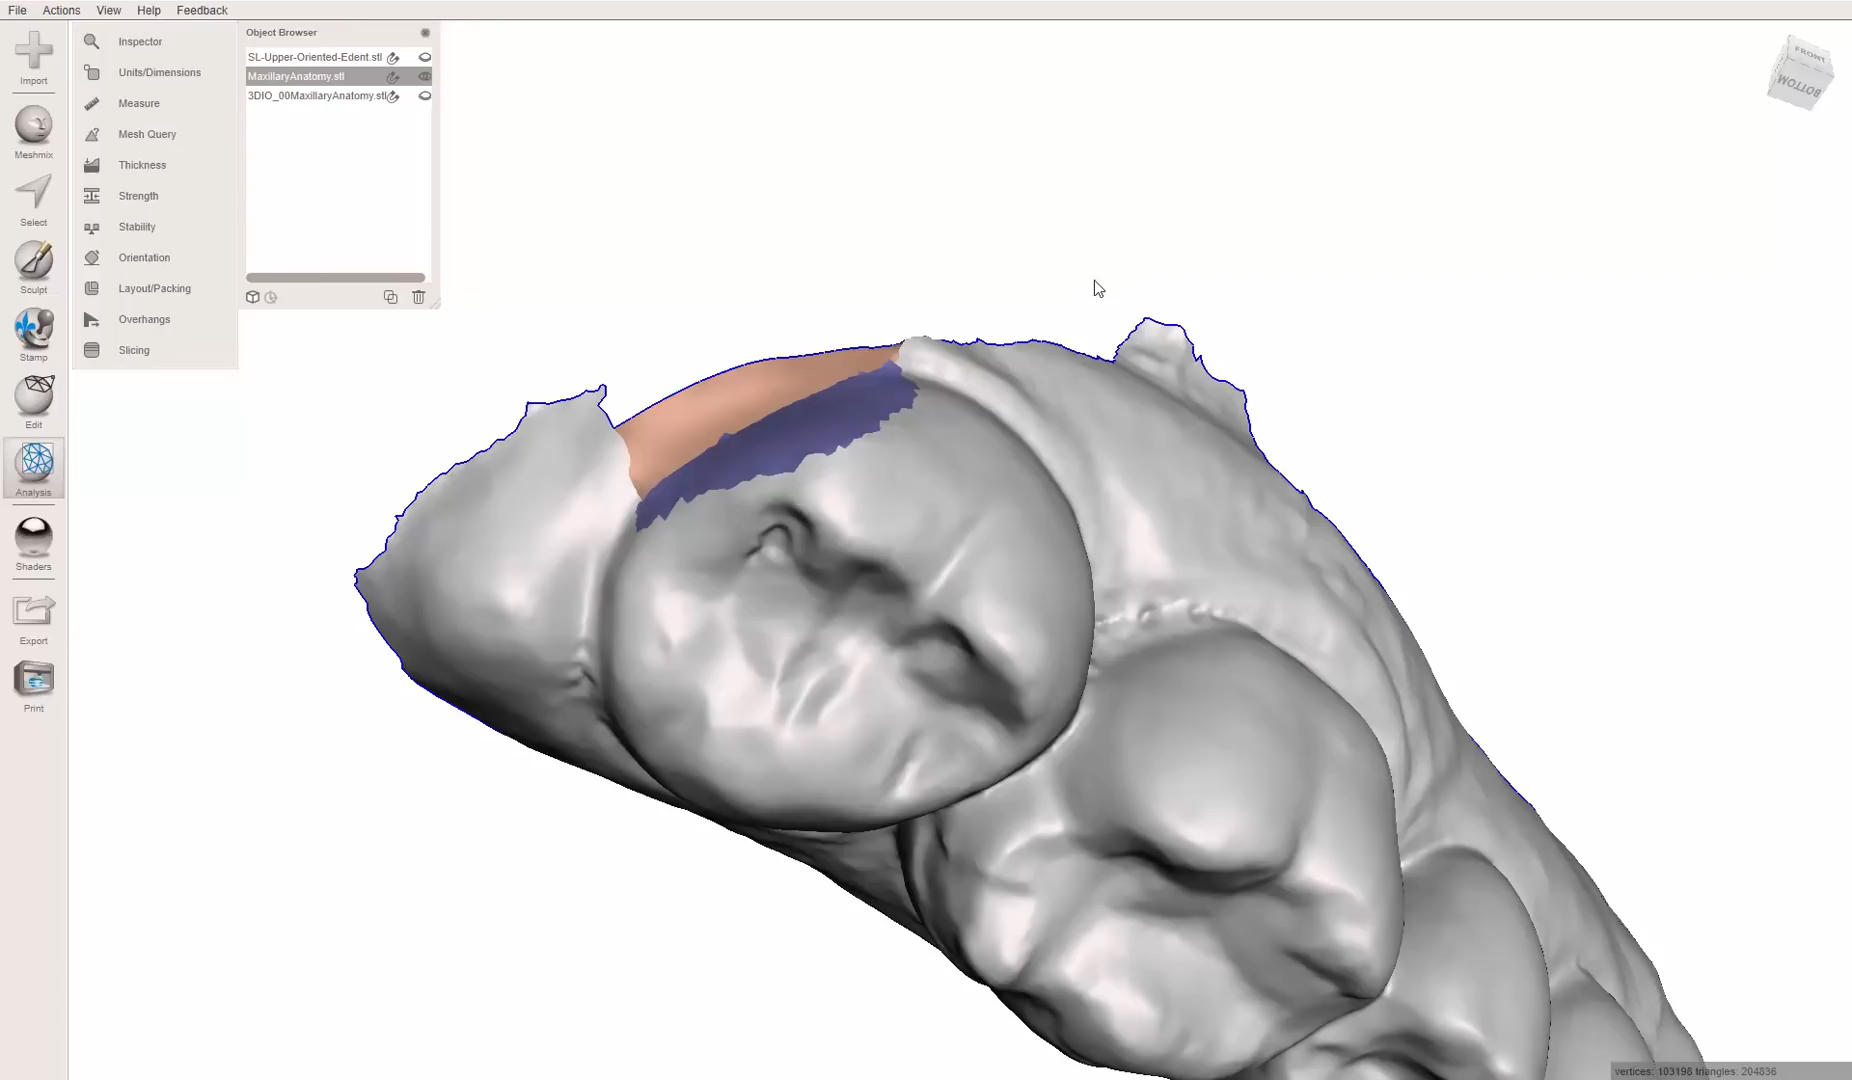 File Actions View Help Feedback
Import
Meshmix
Select
Sculpt
Stamp
Edit
Analysis
Shaders
Export
Print
Inspector
Units/Dimensions
Measure
Mesh Query
Thickness
Strength
Stability
Orientation
Layout/Packing
Overhangs
Slicing
Object Browser
SL-Upper-Oriented-Edent.stl
MaxillaryAnatomy.stl
3DIO_00MaxillaryAnatomy.stl
FRONT
BOTTOM
vertices: 103198 triangles: 204836